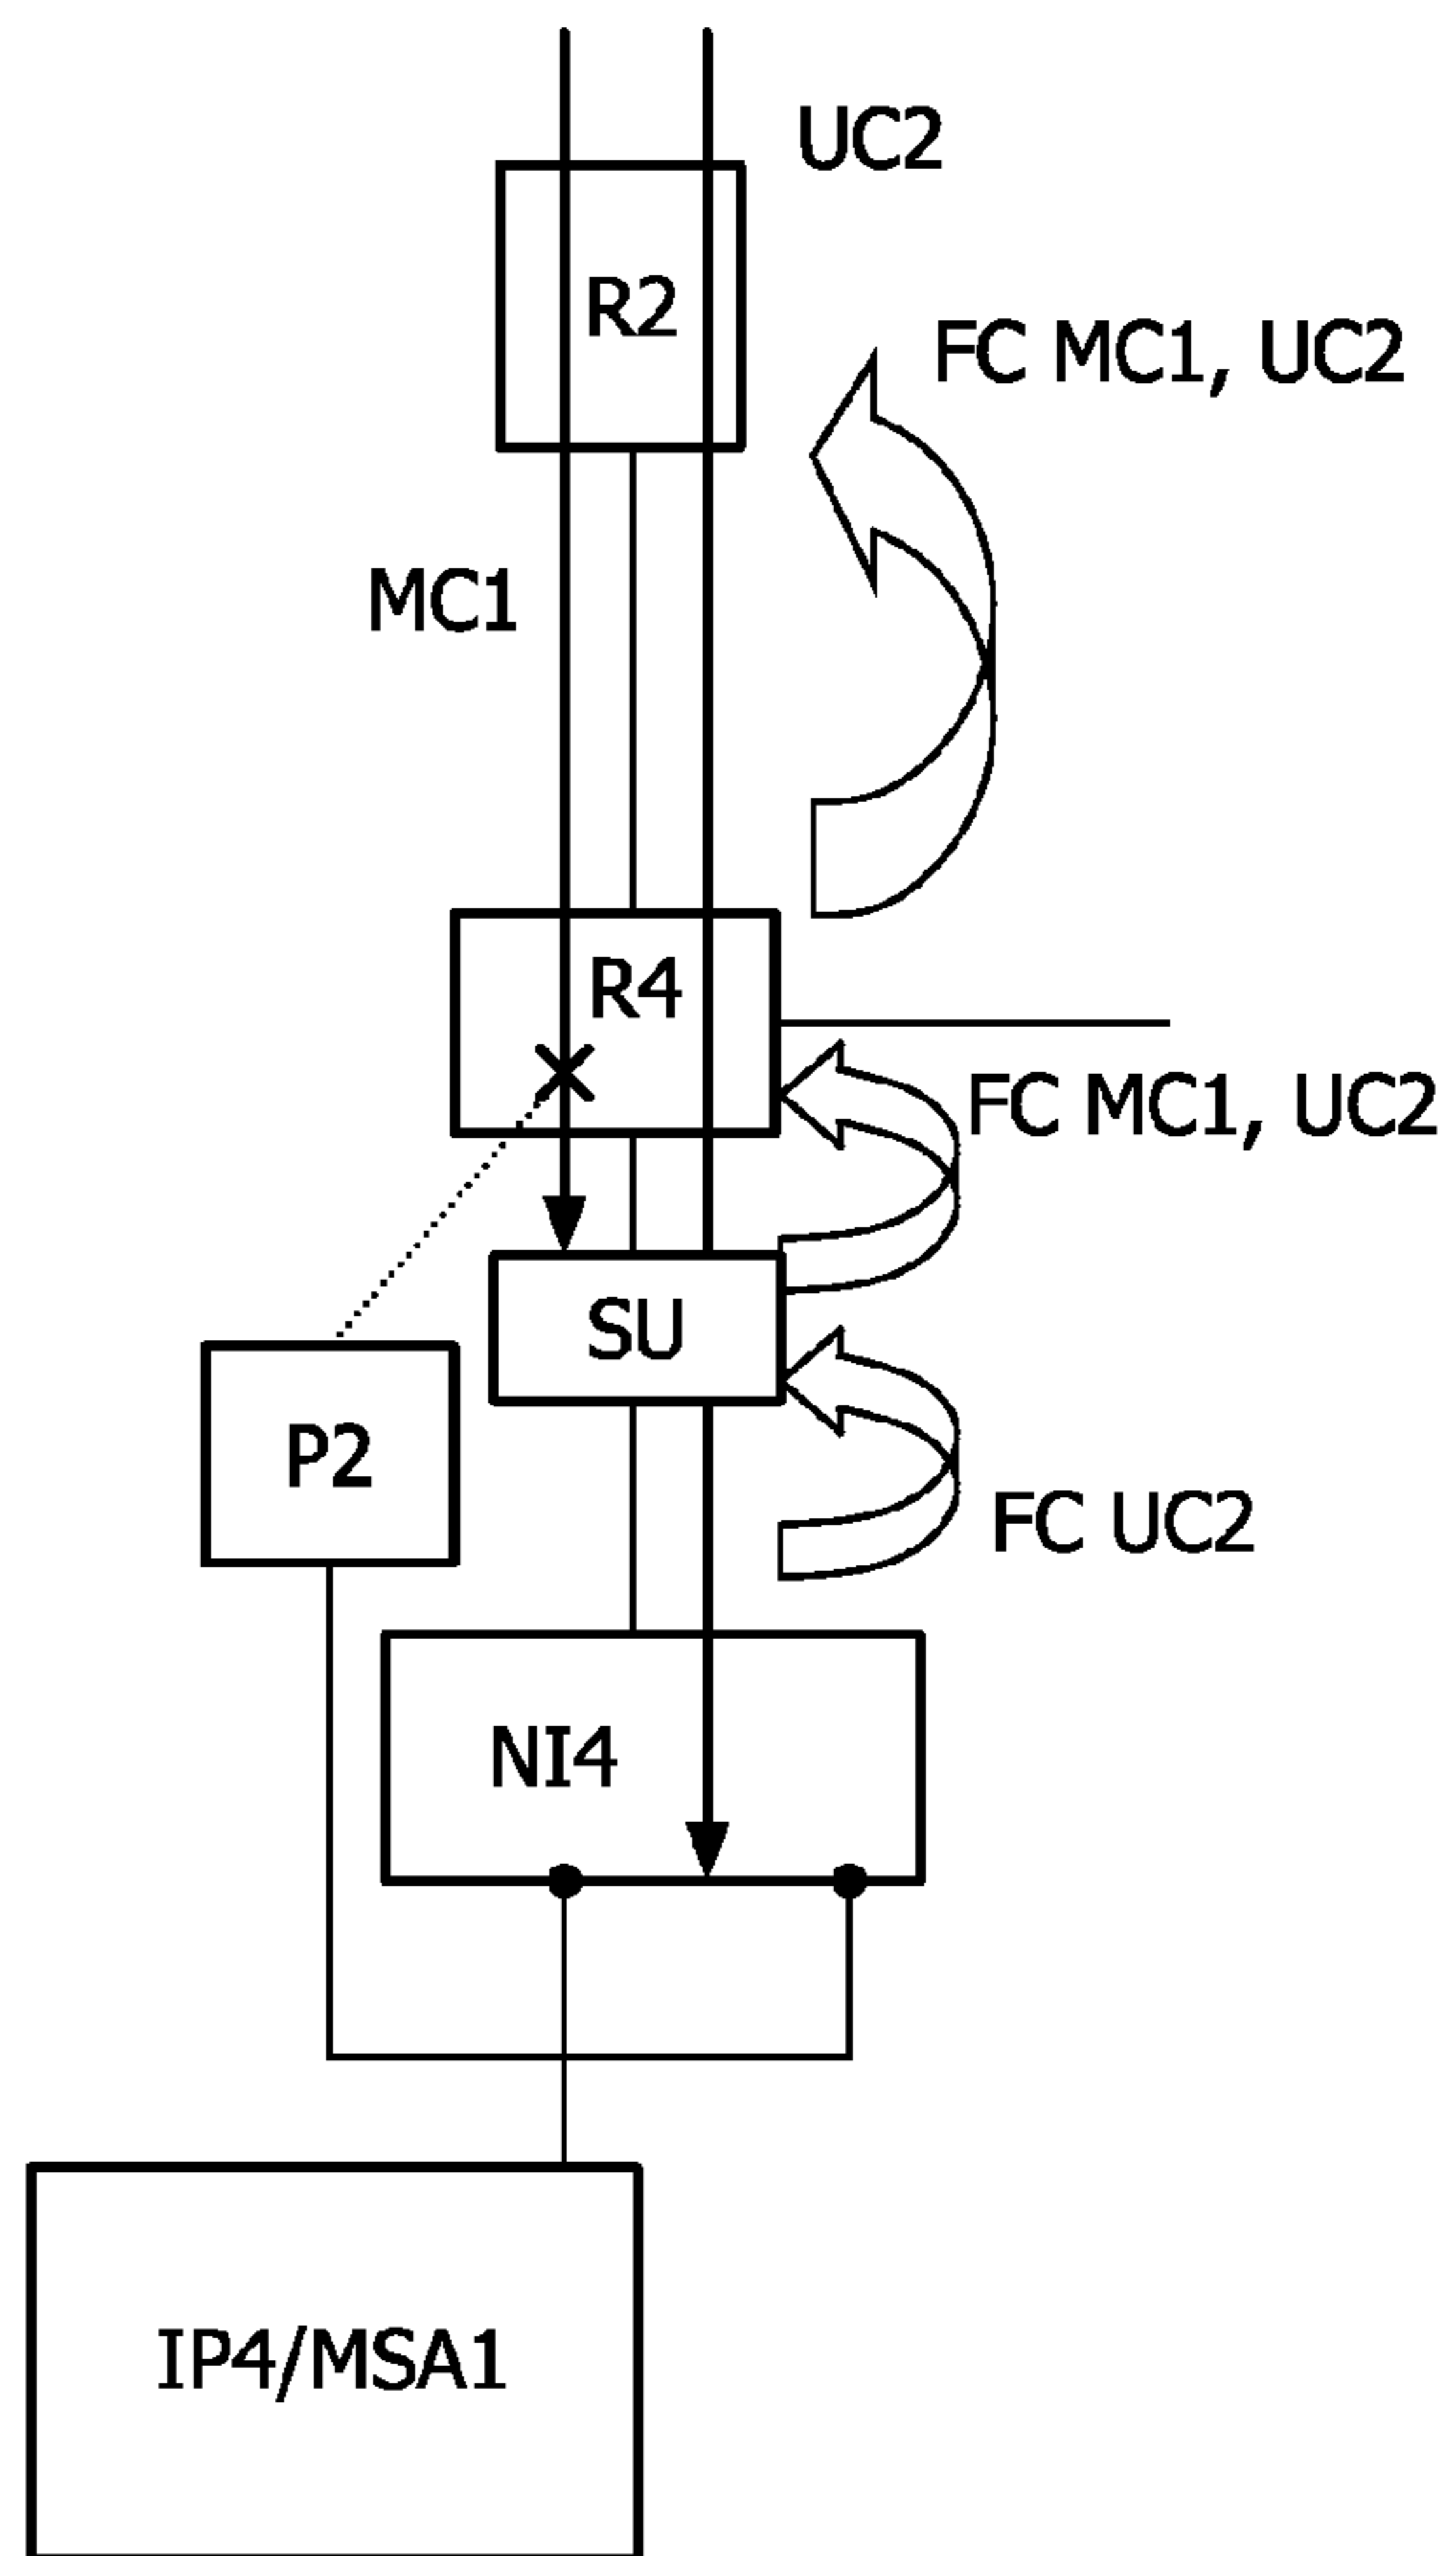 UC2
R2
FC MC1, UC2
MC1
R4
FC MC1, UC2
SU
P2
FC UC2
NI4
IP4/MSA1